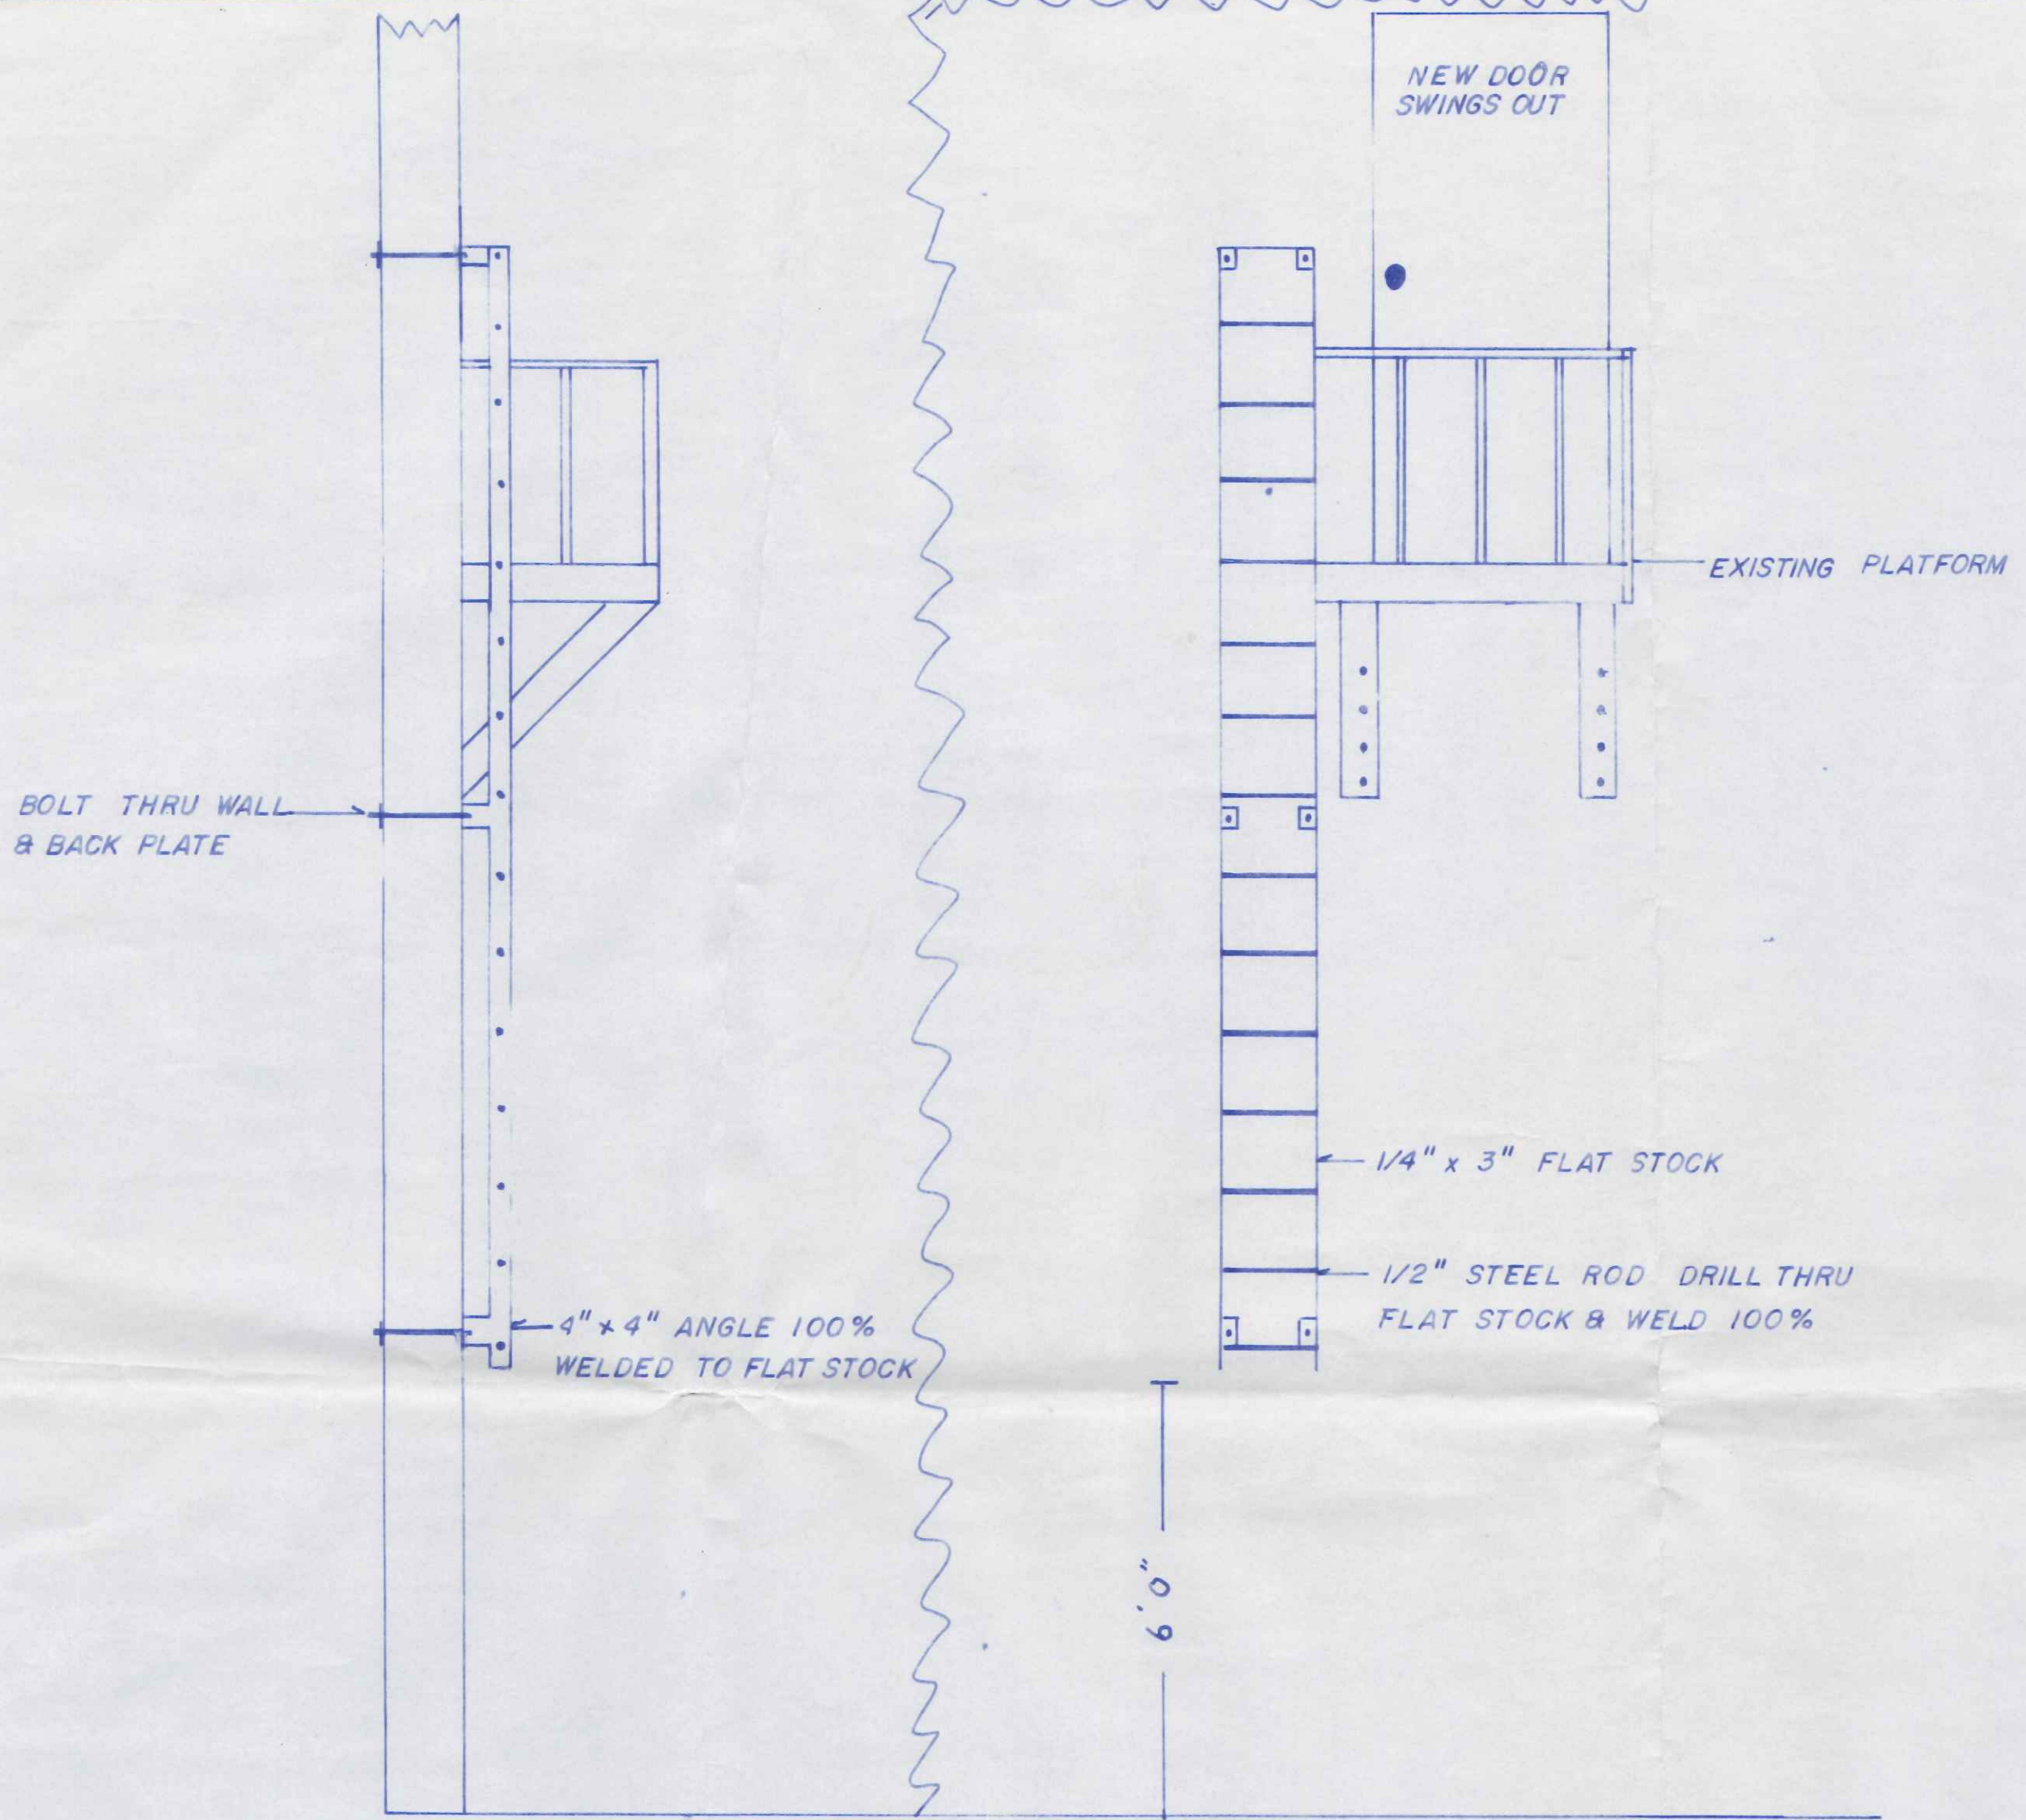 NEW DOOR
SWINGS OUT
EXISTING PLATFORM
BOLT THRU WALL
& BACK PLATE
1/4" x 3" FLAT STOCK
1/2" STEEL ROD DRILL THRU
FLAT STOCK & WELD 100%
4" x 4" ANGLE 100%
WELDED TO FLAT STOCK
6'0"